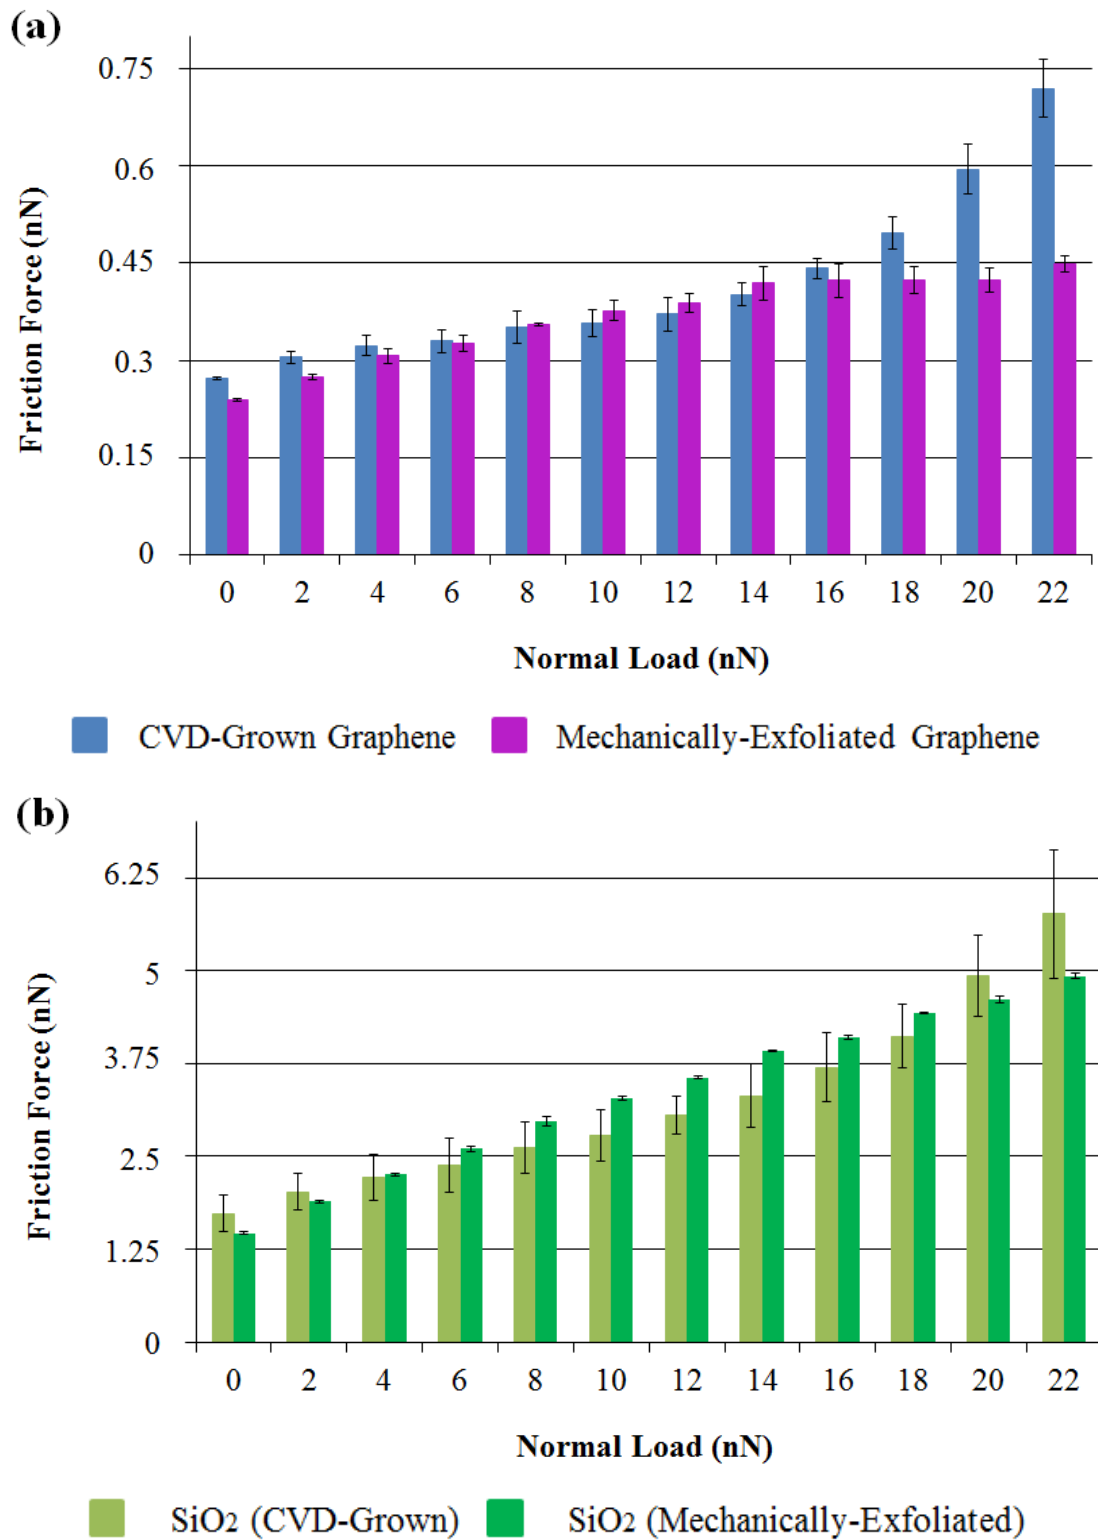 (a)
Friction Force (nN)
0.75
0.6
0.45
0.3
0.15
0
0 2 4 6 8 10 12 14 16 18 20 22
Normal Load (nN)
CVD-Grown Graphene Mechanically-Exfoliated Graphene
(b)
Friction Force (nN)
6.25
5
3.75
2.5
1.25
0
0 2 4 6 8 10 12 14 16 18 20 22
Normal Load (nN)
SiO2 (CVD-Grown) SiO2 (Mechanically-Exfoliated)